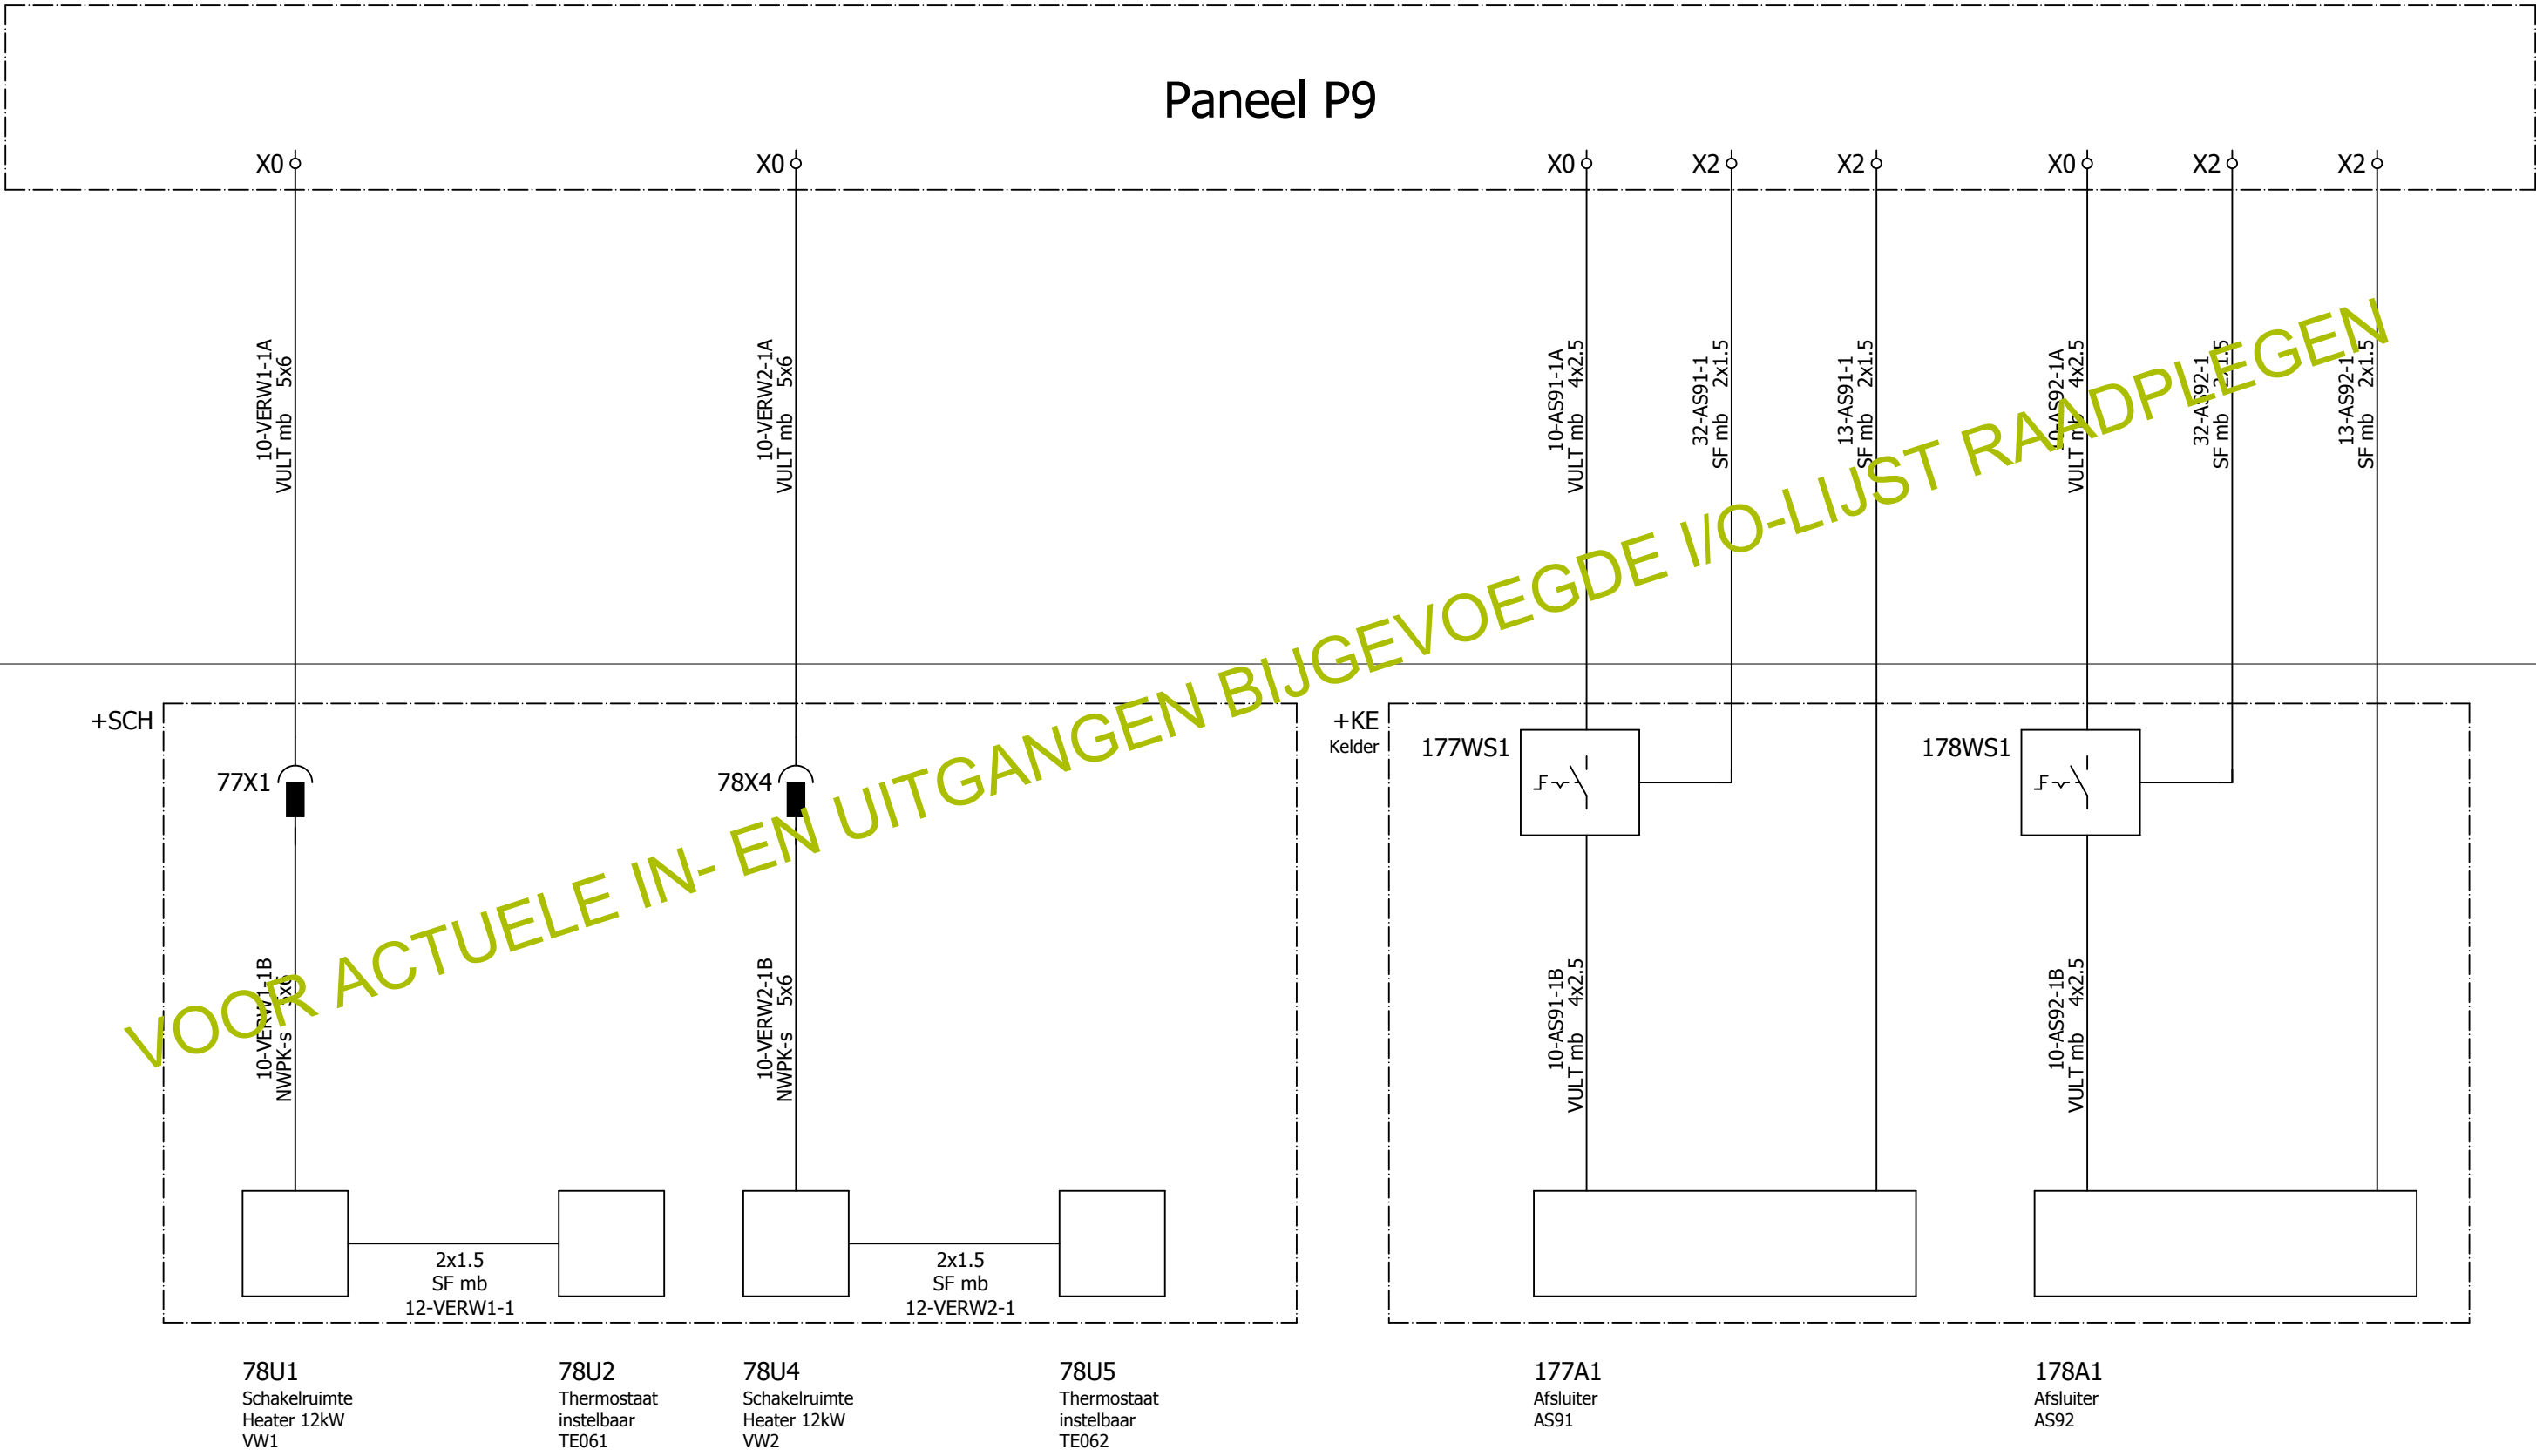 Paneel P9
X0
X0
X0
X2
X2
X0
X2
X2
10-VERW1-1A
VULT mb 5x6
10-VERW2-1A
VULT mb 5x6
10-AS91-1A
VULT mb 4x2.5
32-AS91-1
SF mb 2x1.5
13-AS91-1
SF mb 2x1.5
10-AS92-1A
VULT mb 4x2.5
32-AS92-1
SF mb 2x1.5
13-AS92-1
SF mb 2x1.5
VOOR ACTUELE IN- EN UITGANGEN BIJGEVOEGDE I/O-LIJST RAADPLEGEN
+SCH
+KE
Kelder
77X1
78X4
177WS1
178WS1
10-VERW1-1B
NWPK-s 5x6
10-VERW2-1B
NWPK-s 5x6
10-AS91-1B
VULT mb 4x2.5
10-AS92-1B
VULT mb 4x2.5
2x1.5
SF mb
12-VERW1-1
2x1.5
SF mb
12-VERW2-1
78U1
Schakelruimte
Heater 12kW
VW1
78U2
Thermostaat
instelbaar
TE061
78U4
Schakelruimte
Heater 12kW
VW2
78U5
Thermostaat
instelbaar
TE062
177A1
Afsluiter
AS91
178A1
Afsluiter
AS92